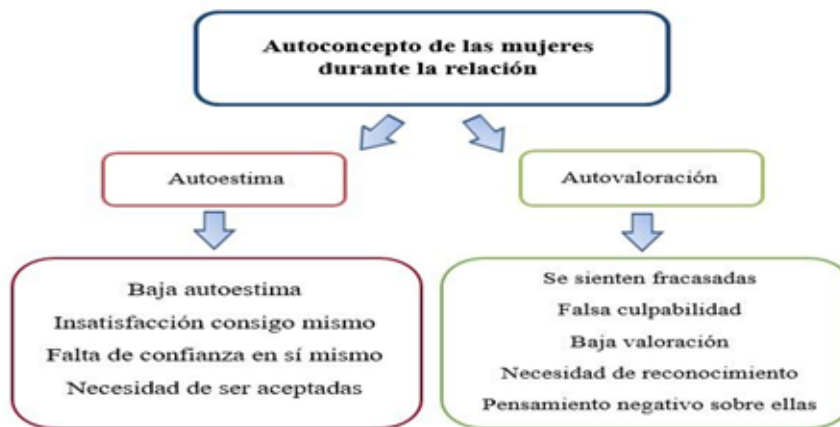 Autoconcepto de las mujeres
durante la relación
Autoestima
Autovaloración
Baja autoestima
Insatisfacción consigo mismo
Falta de confianza en sí mismo
Necesidad de ser aceptadas
Se sienten fracasadas
Falsa culpabilidad
Baja valoración
Necesidad de reconocimiento
Pensamiento negativo sobre ellas